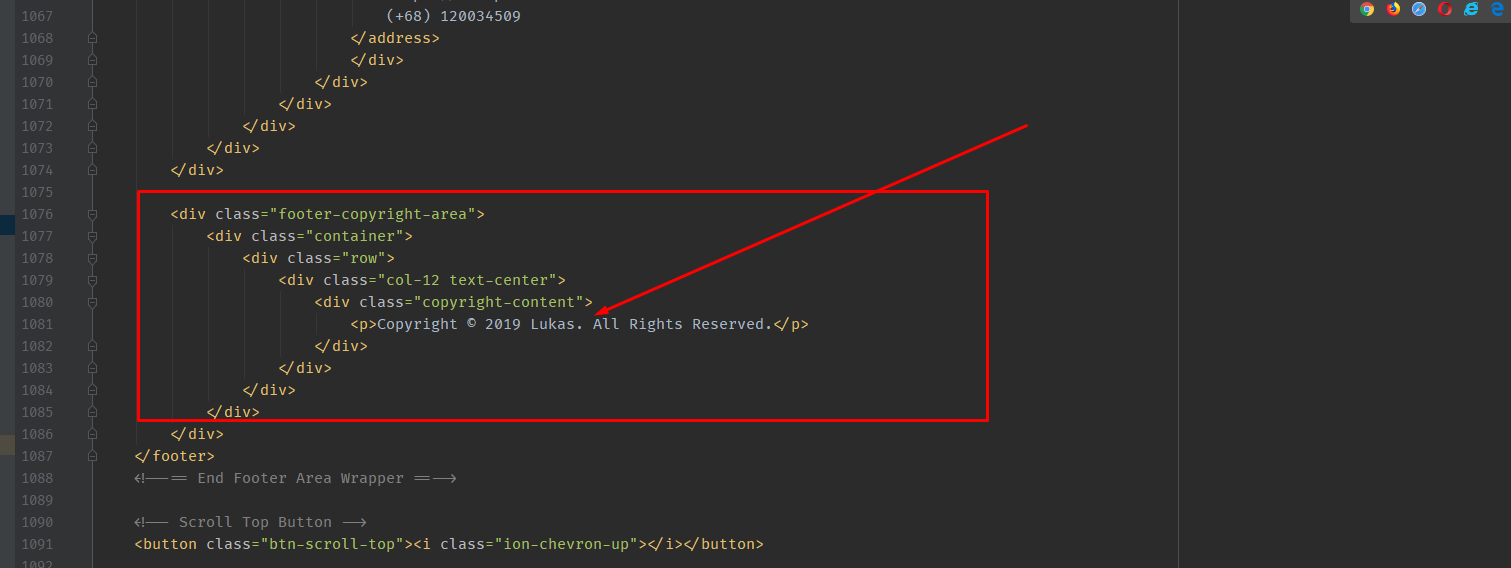 1067 (+68) 120034509
1068 </address>
1069 </div>
1070 </div>
1071 </div>
1072 </div>
1073 </div>
1074 </div>
1075
1076 <div class="footer-copyright-area">
1077 <div class="container">
1078 <div class="row">
1079 <div class="col-12 text-center">
1080 <div class="copyright-content">
1081 <p>Copyright © 2019 Lukas. All Rights Reserved.</p>
1082 </div>
1083 </div>
1084 </div>
1085 </div>
1086 </div>
1087 </footer>
1088 <!--== End Footer Area Wrapper ==-->
1089
1090 <!-- Scroll Top Button -->
1091 <button class="btn-scroll-top"><i class="ion-chevron-up"></i></button>
1092